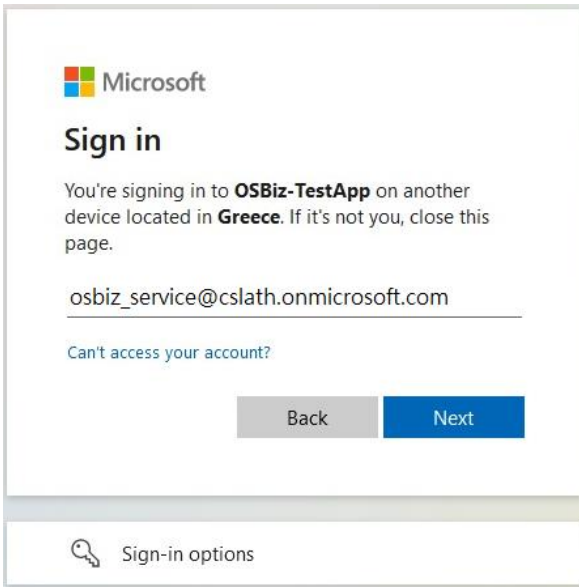 Microsoft
Sign in
You're signing in to OSBiz-TestApp on another
device located in Greece. If it's not you, close this
page.
osbiz_service@cslath.onmicrosoft.com
Can't access your account?
Back Next
Sign-in options